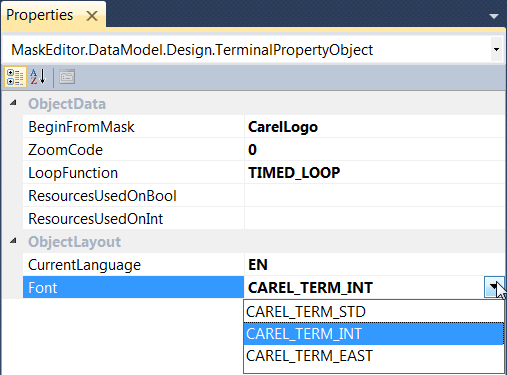 Properties
MaskEditor.DataModel.Design.TerminalPropertyObject
A Z
ObjectData
BeginFromMask CarelLogo
ZoomCode 0
LoopFunction TIMED_LOOP
ResourcesUsedOnBool
ResourcesUsedOnInt
ObjectLayout
CurrentLanguage EN
Font CAREL_TERM_INT
CAREL_TERM_STD
CAREL_TERM_INT
CAREL_TERM_EAST